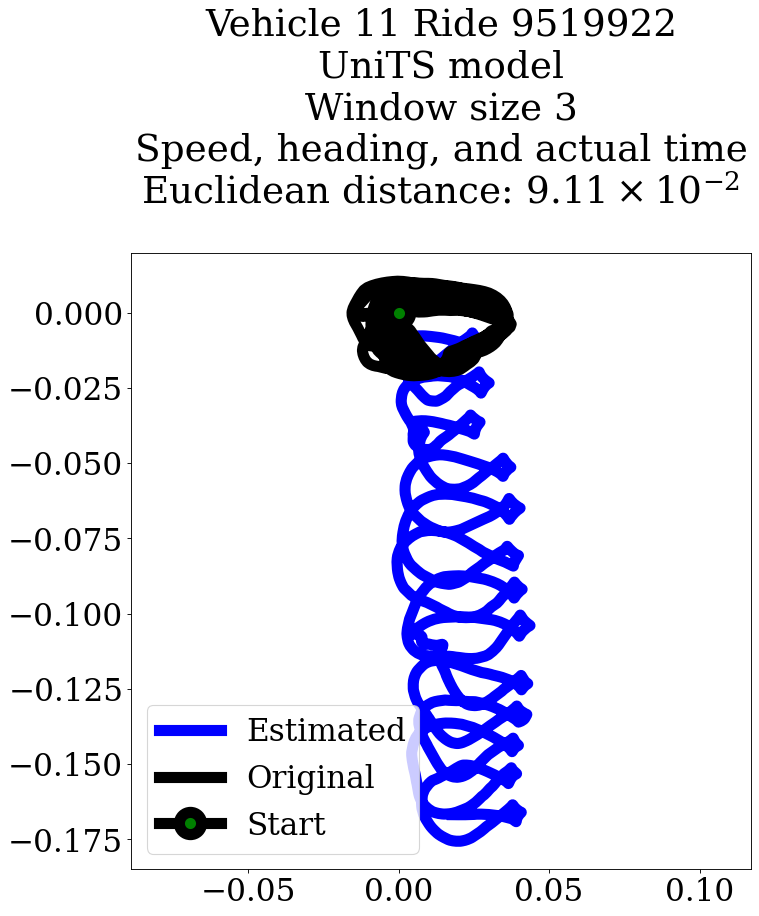 Vehicle 11 Ride 9519922
UniTS model
Window size 3
Speed, heading, and actual time
Euclidean distance: 9.11 × 10⁻²
0.000
−0.025
−0.050
−0.075
−0.100
−0.125
−0.150
−0.175
Estimated
Original
Start
−0.05 0.00 0.05 0.10